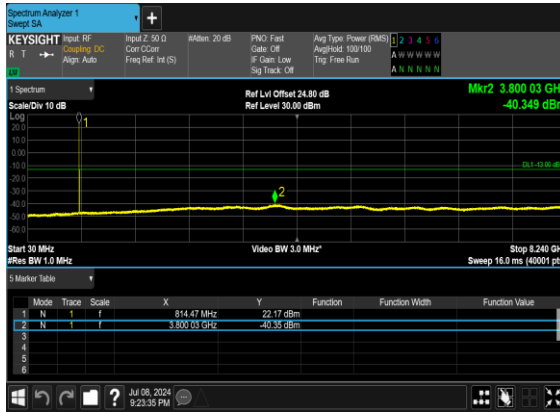 Spectrum Analyzer 1
Swept SA
+
KEYSIGHT Input: RF Input Z: 50 Ω #Atten: 20 dB PNO: Fast Avg Type: Power (RMS) 1 2 3 4 5 6
R T Coupling: DC Corr CCorr Gate: Off Avg|Hold: 100/100 A W W W W W
Align: Auto Freq Ref: Int (S) IF Gain: Low Trig: Free Run
LXI Sig Track: Off A N N N N N
1 Spectrum
Scale/Div 10 dB Ref Lvl Offset 24.80 dB Mkr2 3.800 03 GH
Ref Level 30.00 dBm -40.349 dBr
Log
20.0
10.0
0.00
-10.0
-20.0
-30.0
-40.0
-50.0
-60.0
1
2
DL1 -13.00 dB
Start 30 MHz Video BW 3.0 MHz* Stop 8.240 GH
#Res BW 1.0 MHz Sweep 16.0 ms (40001 pt
5 Marker Table
Mode Trace Scale X Y Function Function Width Function Value
1 N 1 f 814.47 MHz 22.17 dBm
2 N 1 f 3.800 03 GHz -40.35 dBm
3
4
5
6
? Jul 08, 2024
9:23:35 PM